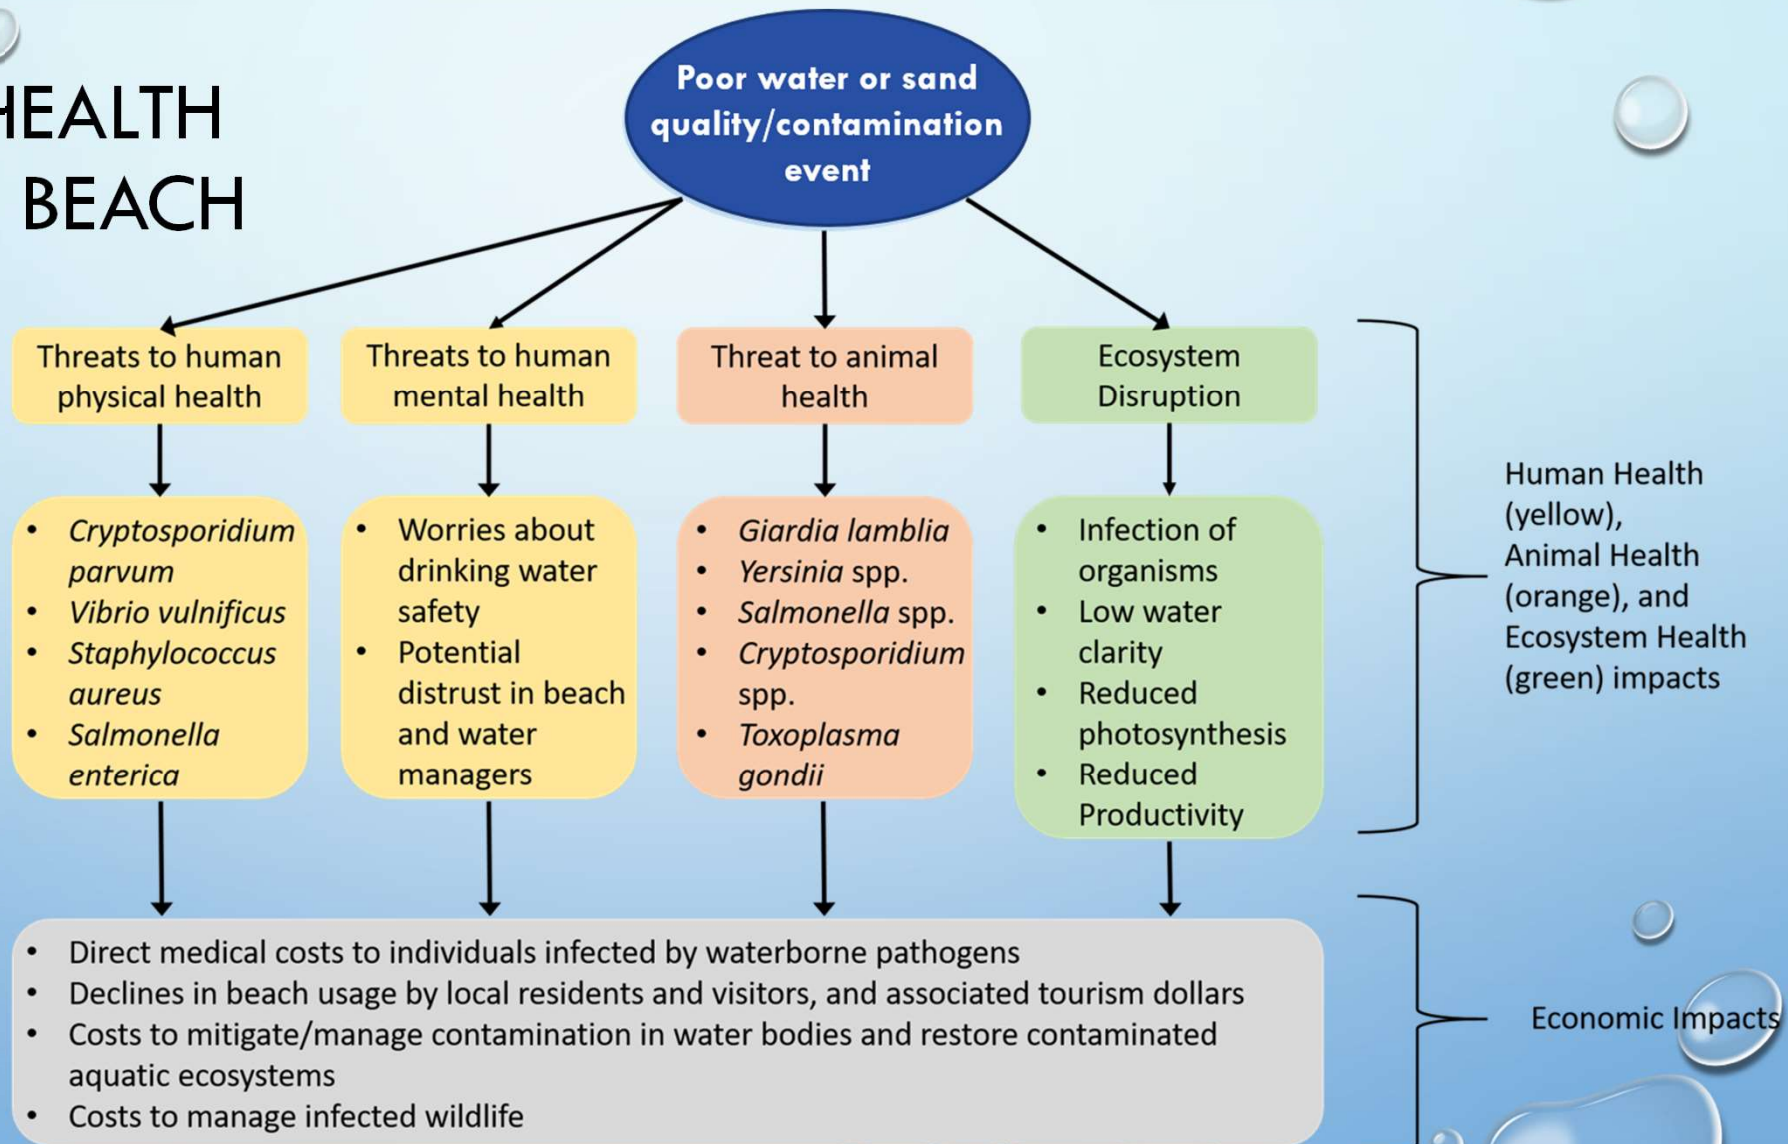 HEALTH
BEACH
Poor water or sand
quality/contamination
event
Threats to human
physical health
Threats to human
mental health
Threat to animal
health
Ecosystem
Disruption
• Cryptosporidium
parvum
• Vibrio vulnificus
• Staphylococcus
aureus
• Salmonella
enterica
• Worries about
drinking water
safety
• Potential
distrust in beach
and water
managers
• Giardia lamblia
• Yersinia spp.
• Salmonella spp.
• Cryptosporidium
spp.
• Toxoplasma
gondii
• Infection of
organisms
• Low water
clarity
• Reduced
photosynthesis
• Reduced
Productivity
Human Health
(yellow),
Animal Health
(orange), and
Ecosystem Health
(green) impacts
• Direct medical costs to individuals infected by waterborne pathogens
• Declines in beach usage by local residents and visitors, and associated tourism dollars
• Costs to mitigate/manage contamination in water bodies and restore contaminated
aquatic ecosystems
• Costs to manage infected wildlife
Economic Impacts